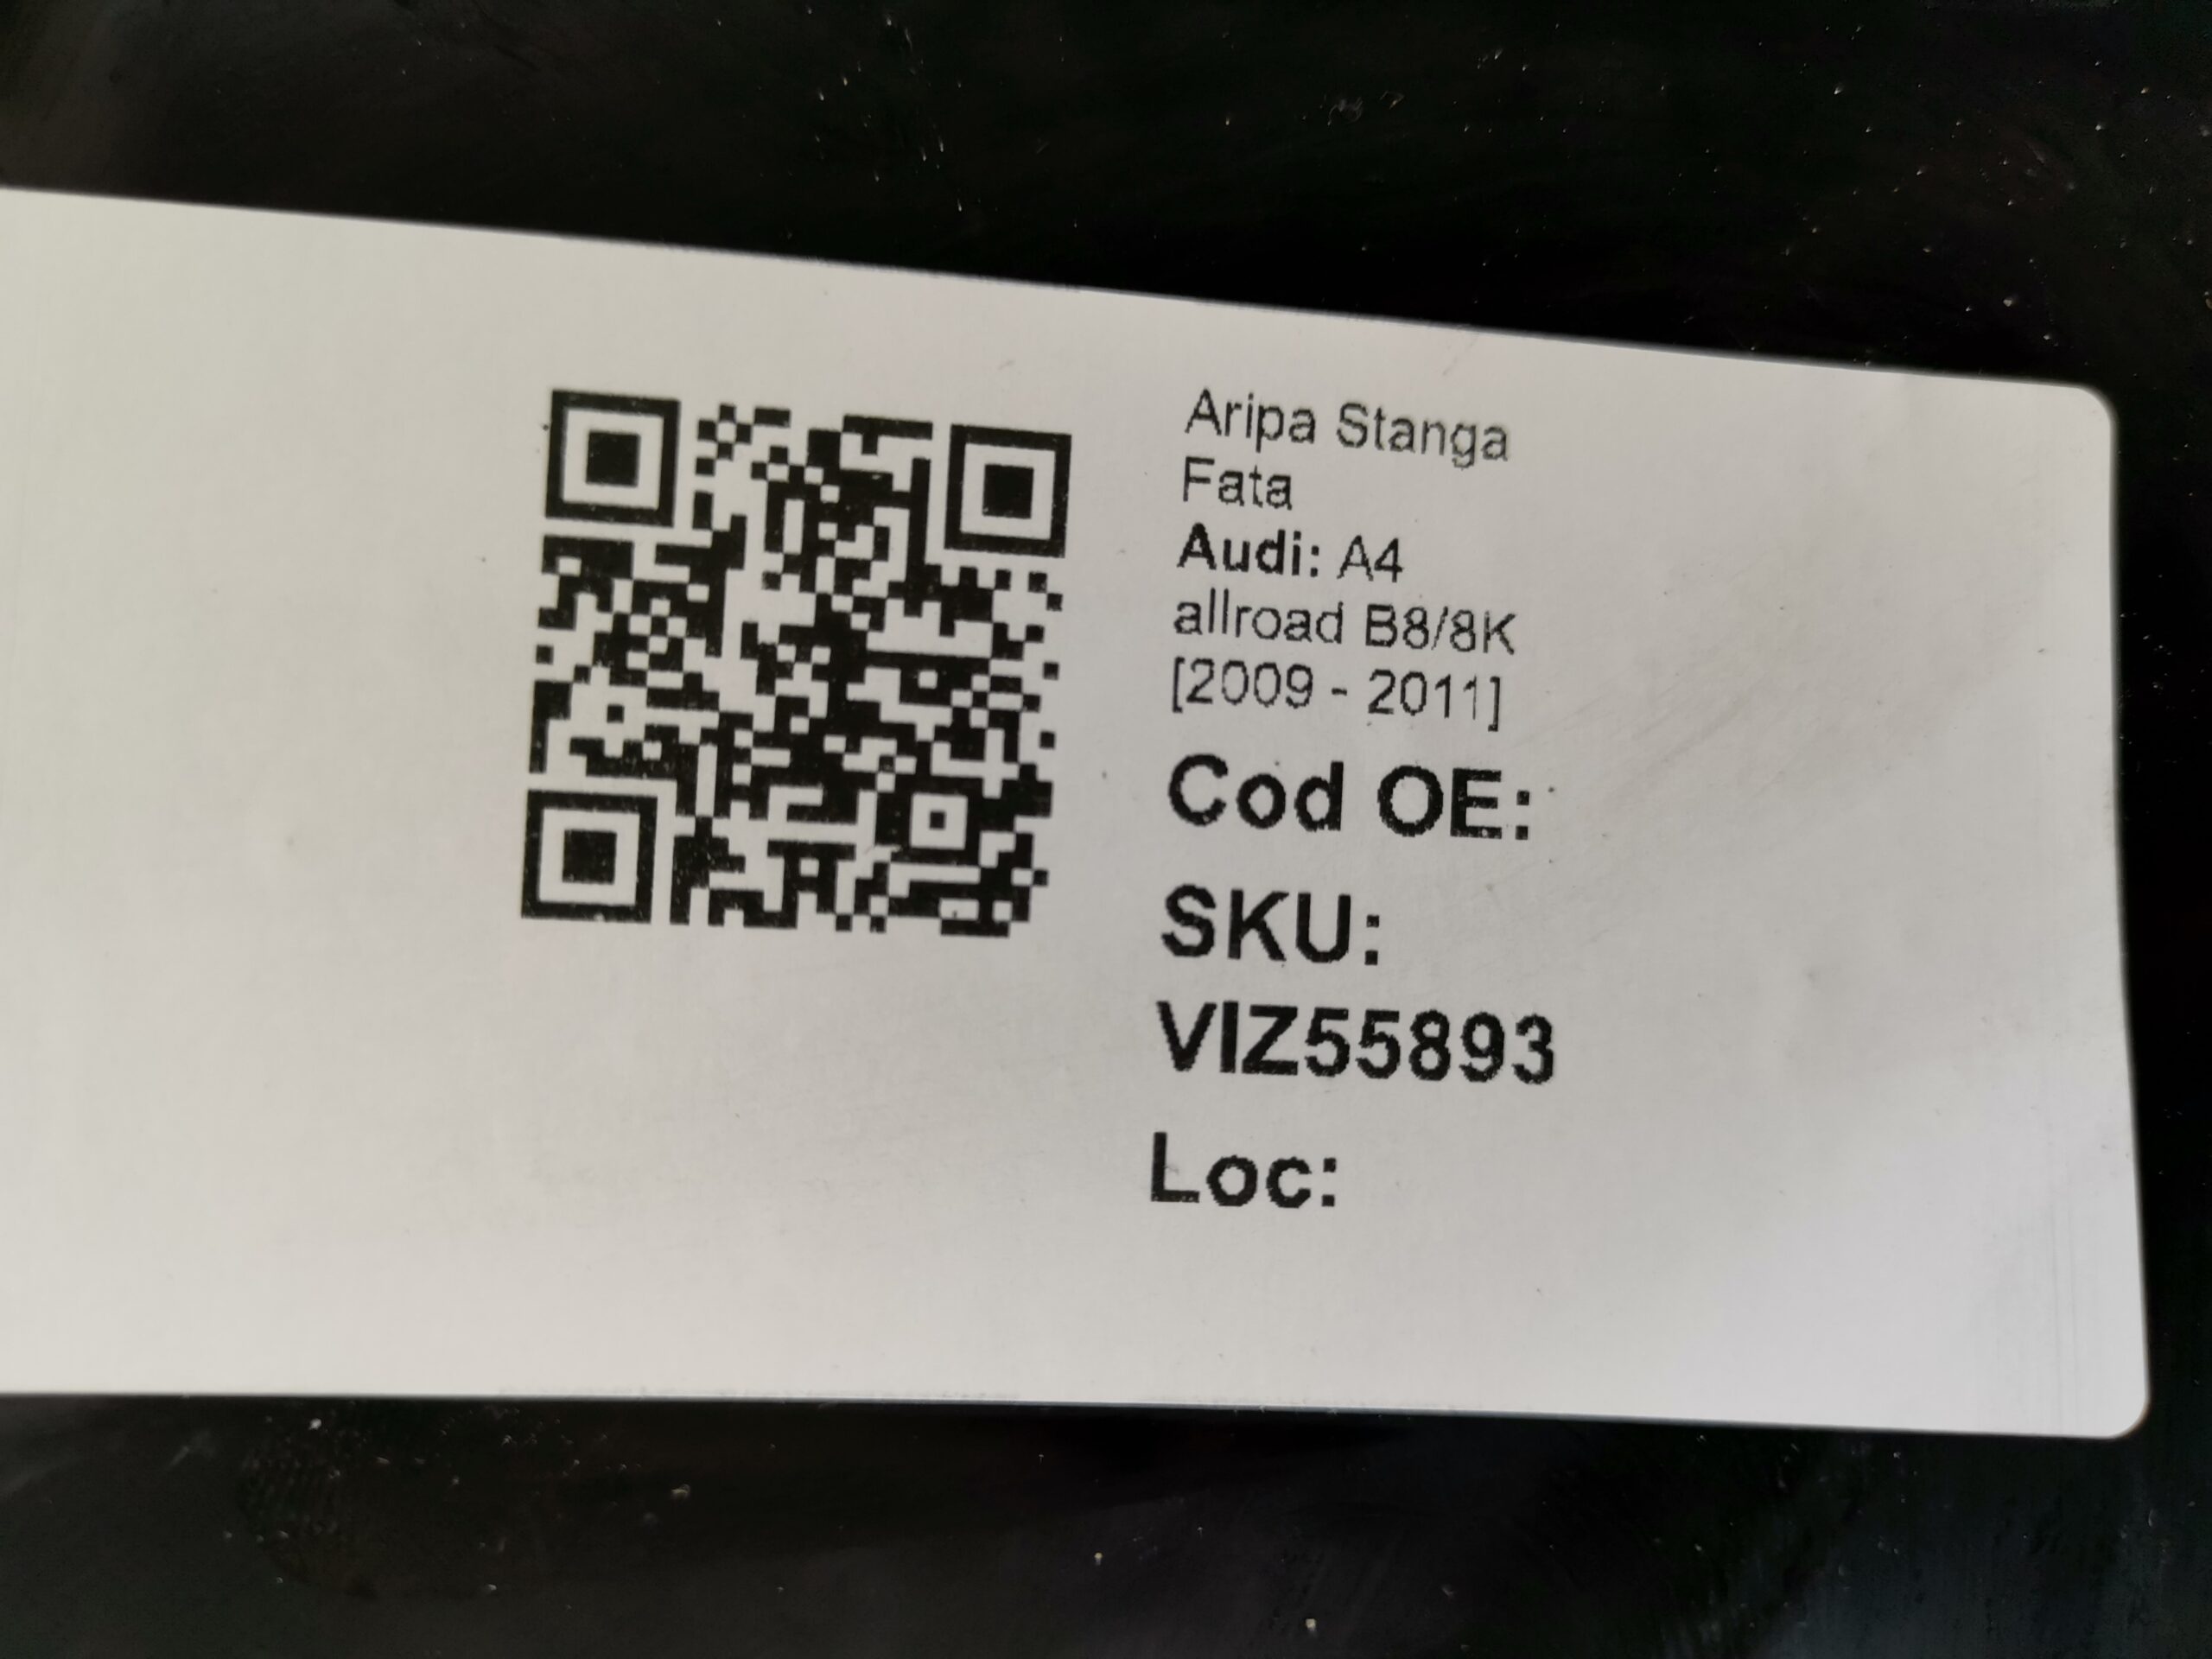 Aripa Stanga
Fata
Audi: A4
allroad B8/8K
[2009 - 2011]
Cod OE:
SKU:
VIZ55893
Loc: